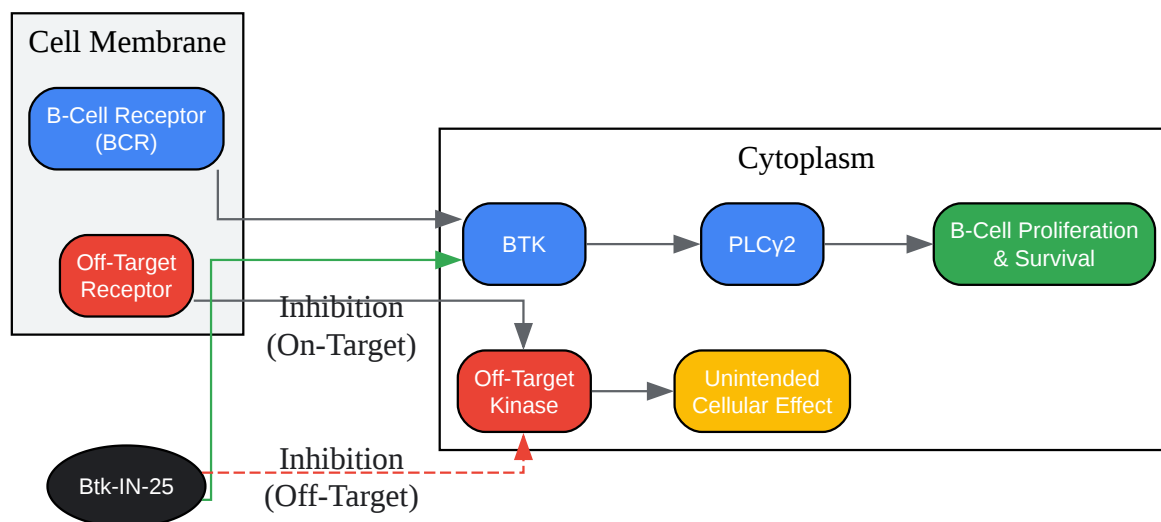 Cell Membrane
B-Cell Receptor
(BCR)
Cytoplasm
BTK
PLCγ2
B-Cell Proliferation
& Survival
Off-Target
Receptor
Inhibition
(On-Target)
Off-Target
Kinase
Unintended
Cellular Effect
Btk-IN-25
Inhibition
(Off-Target)